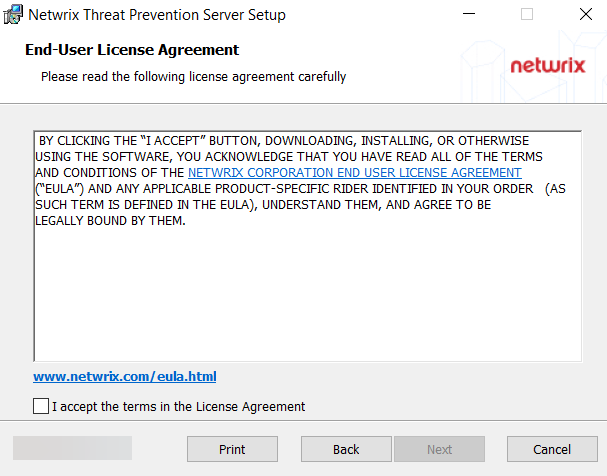 Netwrix Threat Prevention Server Setup
End-User License Agreement
Please read the following license agreement carefully
netwrix
BY CLICKING THE “I ACCEPT” BUTTON, DOWNLOADING, INSTALLING, OR OTHERWISE
USING THE SOFTWARE, YOU ACKNOWLEDGE THAT YOU HAVE READ ALL OF THE TERMS
AND CONDITIONS OF THE NETWRIX CORPORATION END USER LICENSE AGREEMENT
(“EULA”) AND ANY APPLICABLE PRODUCT-SPECIFIC RIDER IDENTIFIED IN YOUR ORDER (AS
SUCH TERM IS DEFINED IN THE EULA), UNDERSTAND THEM, AND AGREE TO BE
LEGALLY BOUND BY THEM.
www.netwrix.com/eula.html
I accept the terms in the License Agreement
Print Back Next Cancel